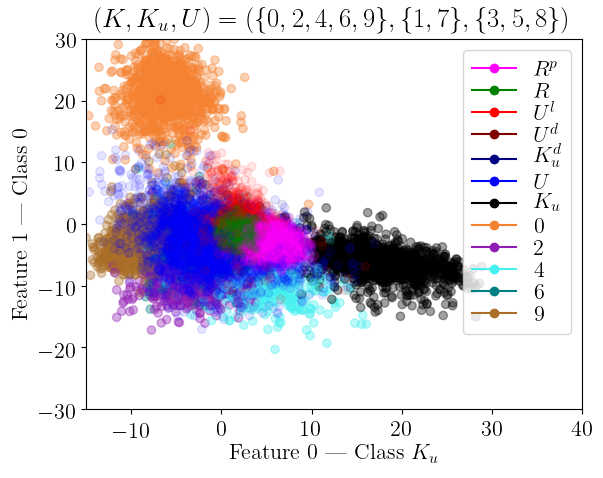 (K, K_u, U) = ({0, 2, 4, 6, 9}, {1, 7}, {3, 5, 8})
30
20
10
0
−10
−20
−30
Feature 1 — Class 0
−10
0
10
20
30
40
Feature 0 — Class K_u
R^p
R
U^l
U^d
K_u^d
U
K_u
0
2
4
6
9